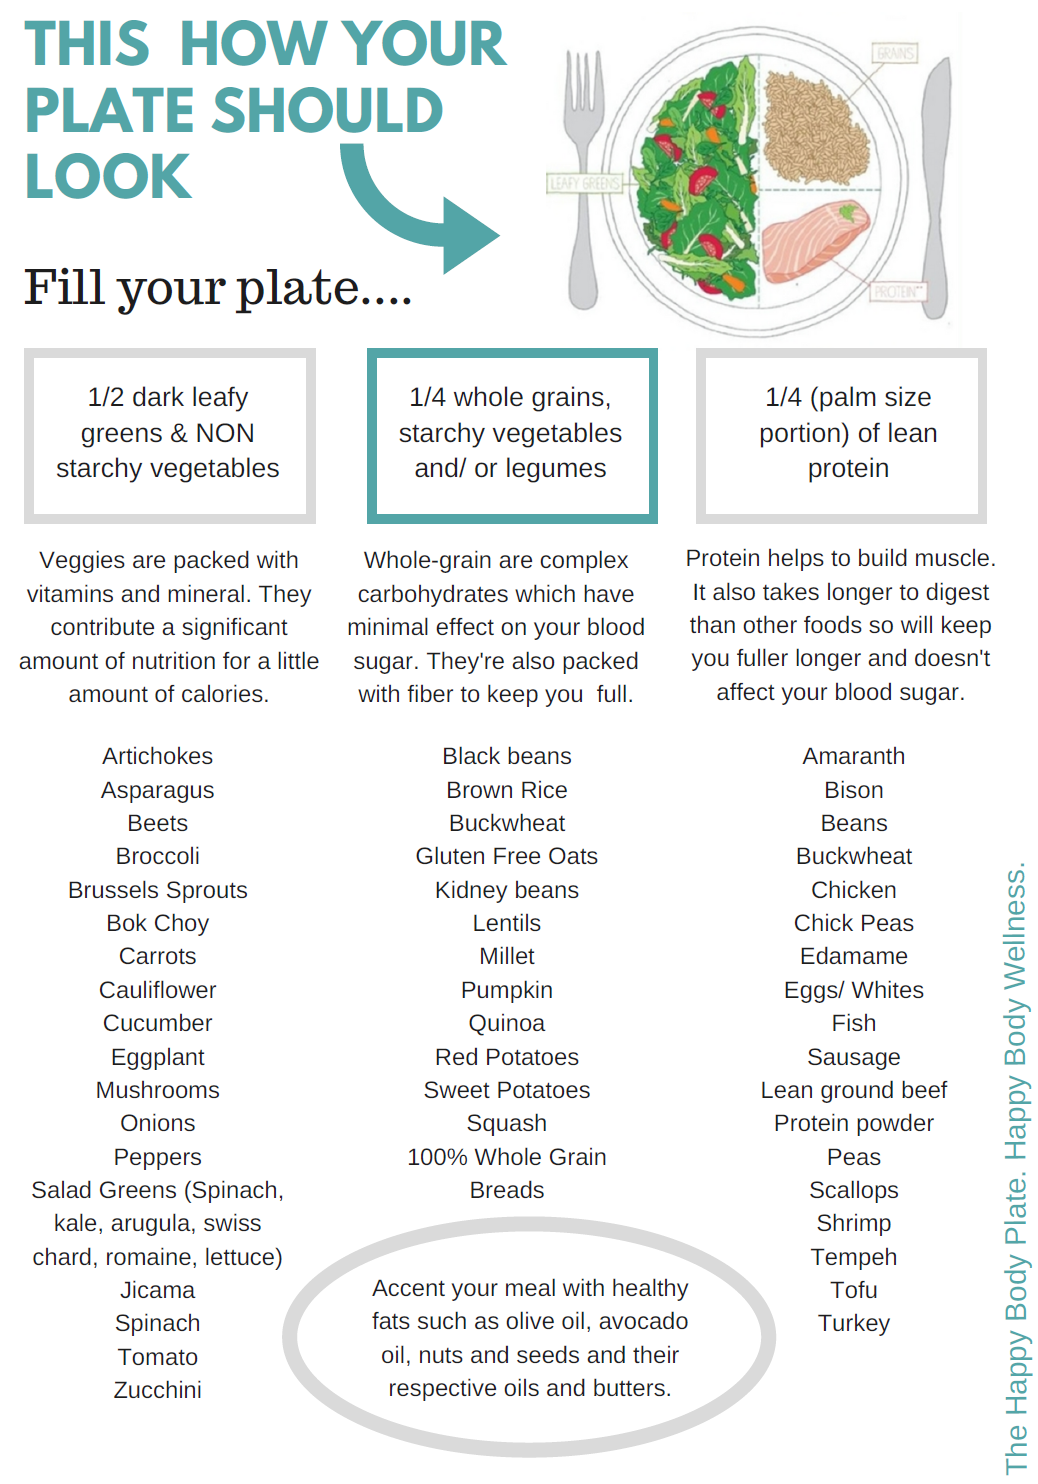 THIS HOW YOUR
PLATE SHOULD
LOOK
GRAINS
LEAFY GREENS
PROTEIN**
Fill your plate....
1/2 dark leafy
greens & NON
starchy vegetables
1/4 whole grains,
starchy vegetables
and/ or legumes
1/4 (palm size
portion) of lean
protein
Veggies are packed with
vitamins and mineral. They
contribute a significant
amount of nutrition for a little
amount of calories.
Whole-grain are complex
carbohydrates which have
minimal effect on your blood
sugar. They're also packed
with fiber to keep you full.
Protein helps to build muscle.
It also takes longer to digest
than other foods so will keep
you fuller longer and doesn't
affect your blood sugar.
Artichokes
Asparagus
Beets
Broccoli
Brussels Sprouts
Bok Choy
Carrots
Cauliflower
Cucumber
Eggplant
Mushrooms
Onions
Peppers
Salad Greens (Spinach,
kale, arugula, swiss
chard, romaine, lettuce)
Jicama
Spinach
Tomato
Zucchini
Black beans
Brown Rice
Buckwheat
Gluten Free Oats
Kidney beans
Lentils
Millet
Pumpkin
Quinoa
Red Potatoes
Sweet Potatoes
Squash
100% Whole Grain
Breads
Amaranth
Bison
Beans
Buckwheat
Chicken
Chick Peas
Edamame
Eggs/ Whites
Fish
Sausage
Lean ground beef
Protein powder
Peas
Scallops
Shrimp
Tempeh
Tofu
Turkey
Accent your meal with healthy
fats such as olive oil, avocado
oil, nuts and seeds and their
respective oils and butters.
The Happy Body Plate. Happy Body Wellness.